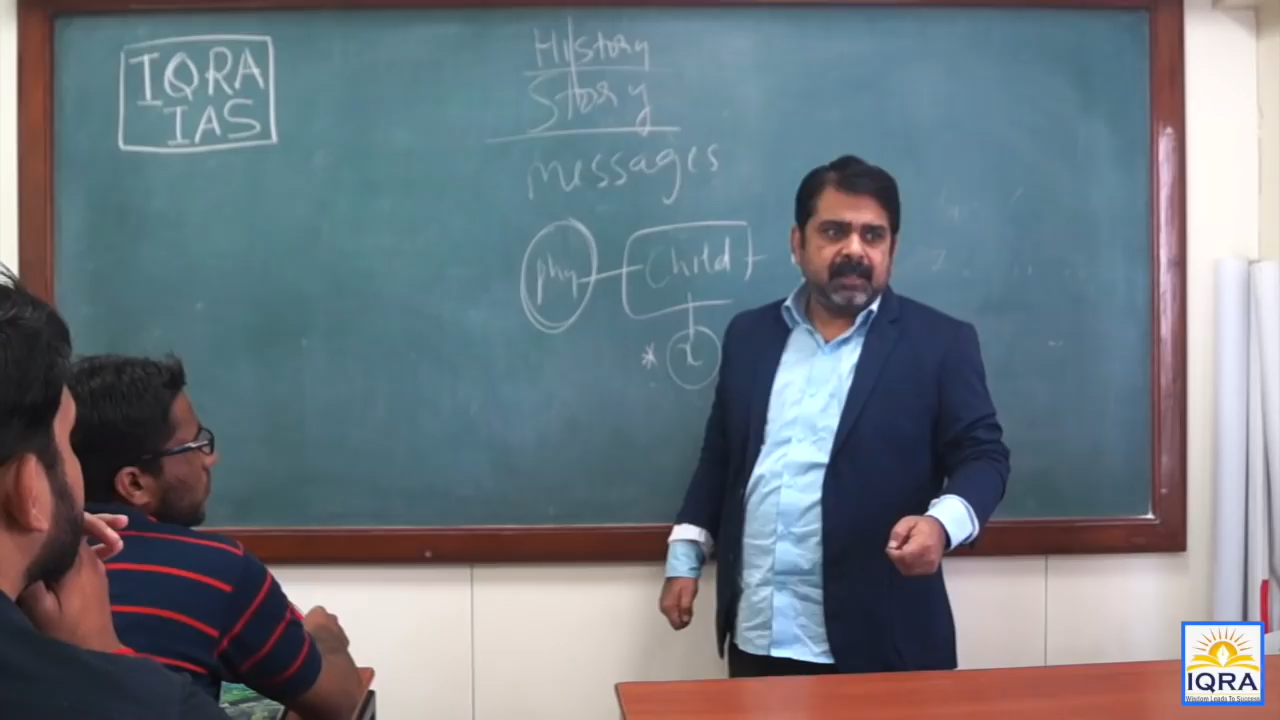 IQRA
IAS
History
Story
messages
phy
Child
* x
IQRA
Wisdom Leads To Success